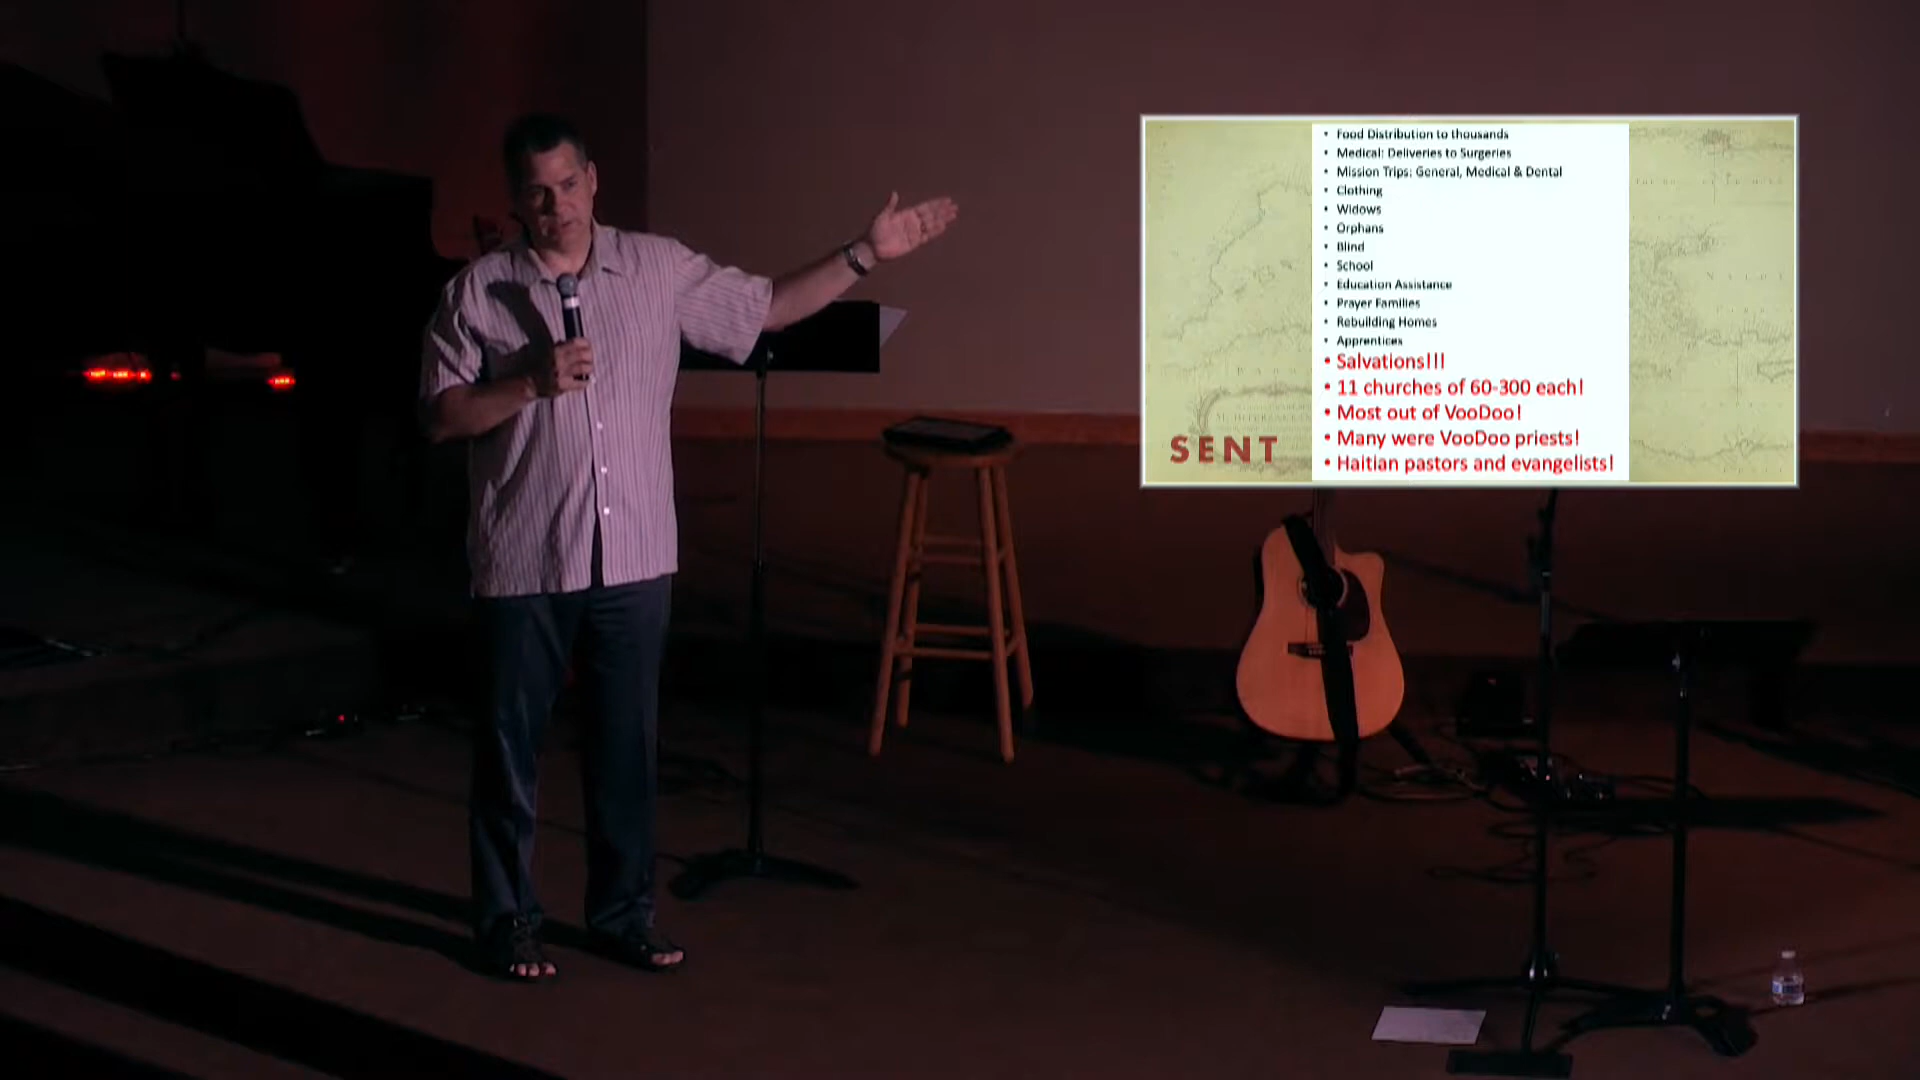 • Food Distribution to thousands
• Medical: Deliveries to Surgeries
• Mission Trips: General, Medical & Dental
• Clothing
• Widows
• Orphans
• Blind
• School
• Education Assistance
• Prayer Families
• Rebuilding Homes
• Apprentices
• Salvations!!!
• 11 churches of 60-300 each!
• Most out of VooDoo!
• Many were VooDoo priests!
• Haitian pastors and evangelists!
SENT